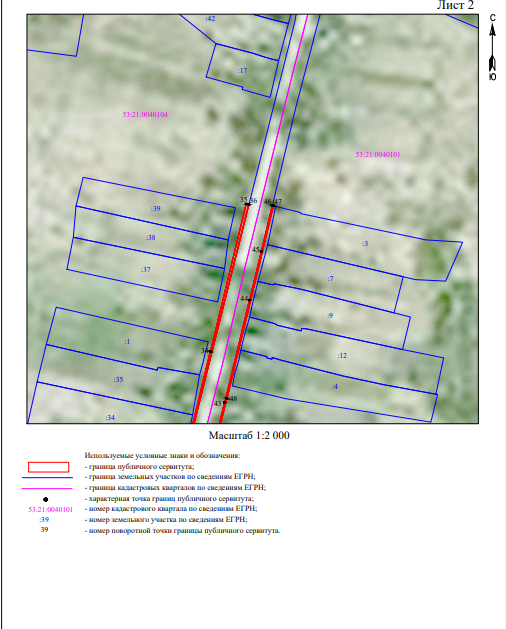 Лист 2
С
Ю
:42
:17
53:21:0040104
53:21:0040101
35 36
46 47
:39
:38
:37
:3
45
:7
44
:9
:1
:12
:35
:4
43
48
:34
Масштаб 1:2 000
Используемые условные знаки и обозначения:
- граница публичного сервитута;
- граница земельных участков по сведениям ЕГРН;
- граница кадастровых кварталов по сведениям ЕГРН;
- характерная точка границ публичного сервитута;
53:21:0040101 - номер кадастрового квартала по сведениям ЕГРН;
:39 - номер земельного участка по сведениям ЕГРН;
39 - номер поворотной точки границы публичного сервитута.